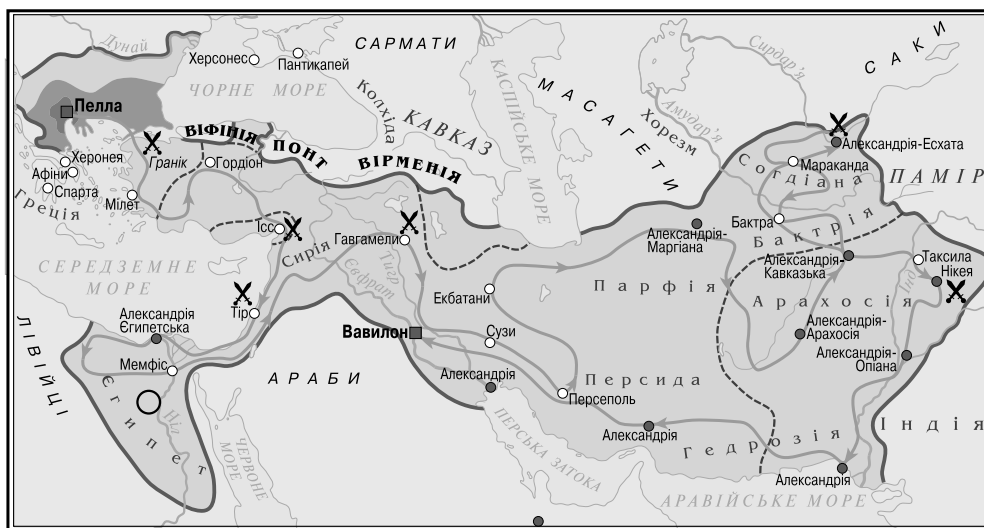 Дунай
Херсонес
Пантикапей
САРМАТИ
ЧОРНЕ МОРЕ
Колхіда
КАВКАЗ
КАСПІЙСЬКЕ МОРЕ
МАСАГЕТИ
Сирдар'я
Амудар'я
Хорезм
САКИ
Пелла
ВІФІНІЯ
ПОНТ
ВІРМЕНІЯ
Гранік
Гордіон
Херонея
Афіни
Спарта
Греція
Мілет
Ісс
Сирія
Гавгамели
Тигр
Євфрат
Александрія-Есхата
Мараканда
Согдіана
ПАМІР
Бактра
Бактрія
Александрія-
Маргіана
Александрія-
Кавказька
Таксила
Нікея
Інд
СЕРЕДЗЕМНЕ
МОРЕ
Тір
Екбатани
Парфія
Арахосія
Александрія-
Арахосія
Александрія-
Опіана
Александрія
Єгипетська
Мемфіс
Вавилон
Сузи
Александрія
Персеполь
Персида
ЛІВІЙЦІ
АРАБИ
Єгипет
Ніл
ЧЕРВОНЕ
МОРЕ
ПЕРСЬКА ЗАТОКА
Александрія
Гедрозія
Індія
Александрія
АРАВІЙСЬКЕ МОРЕ